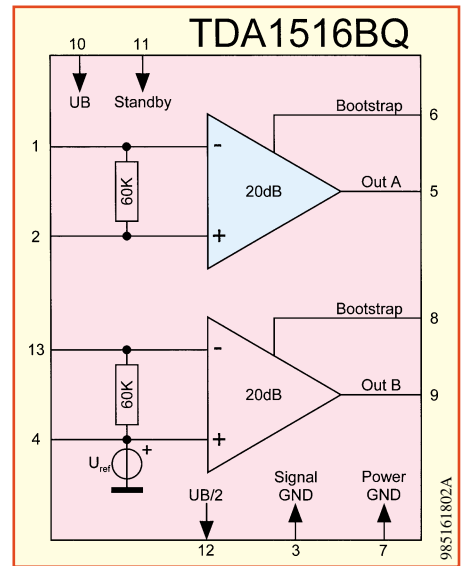 TDA1516BQ
10
11
UB
Standby
Bootstrap
6
1
-
60K
20dB
Out A
5
2
+
Bootstrap
8
13
-
60K
20dB
Out B
9
4
+
Uref
+
UB/2
Signal
GND
Power
GND
12
3
7
985161802A